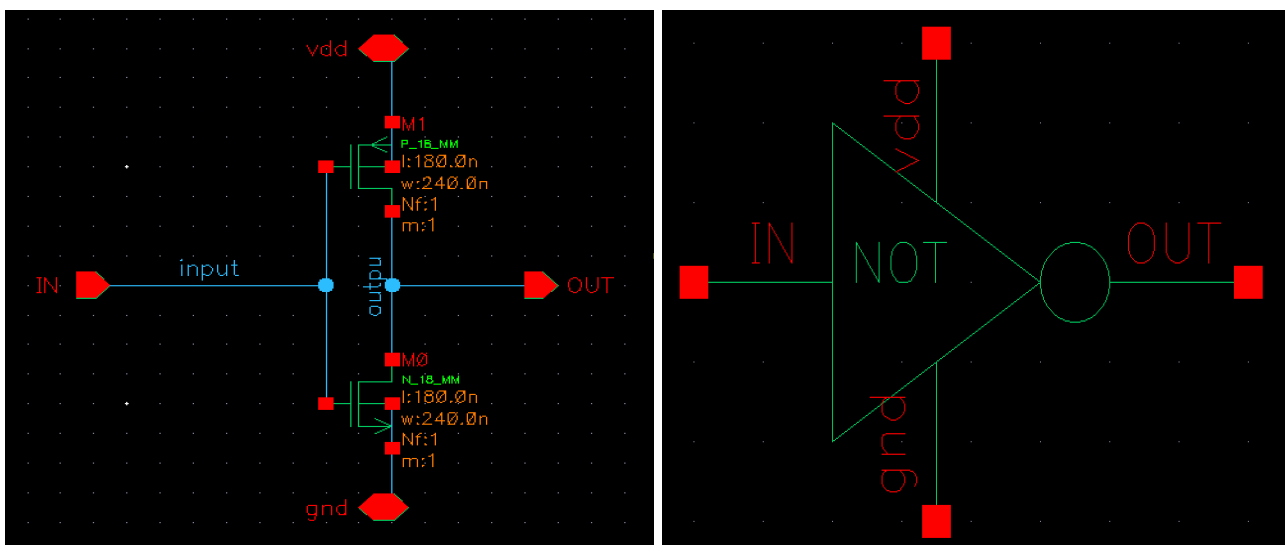 vdd
M1
P_18_MM
l:180.0n
w:240.0n
Nf:1
m:1
IN
input
outpu
OUT
M0
N_18_MM
l:180.0n
w:240.0n
Nf:1
m:1
gnd
vdd
IN
NOT
OUT
gnd